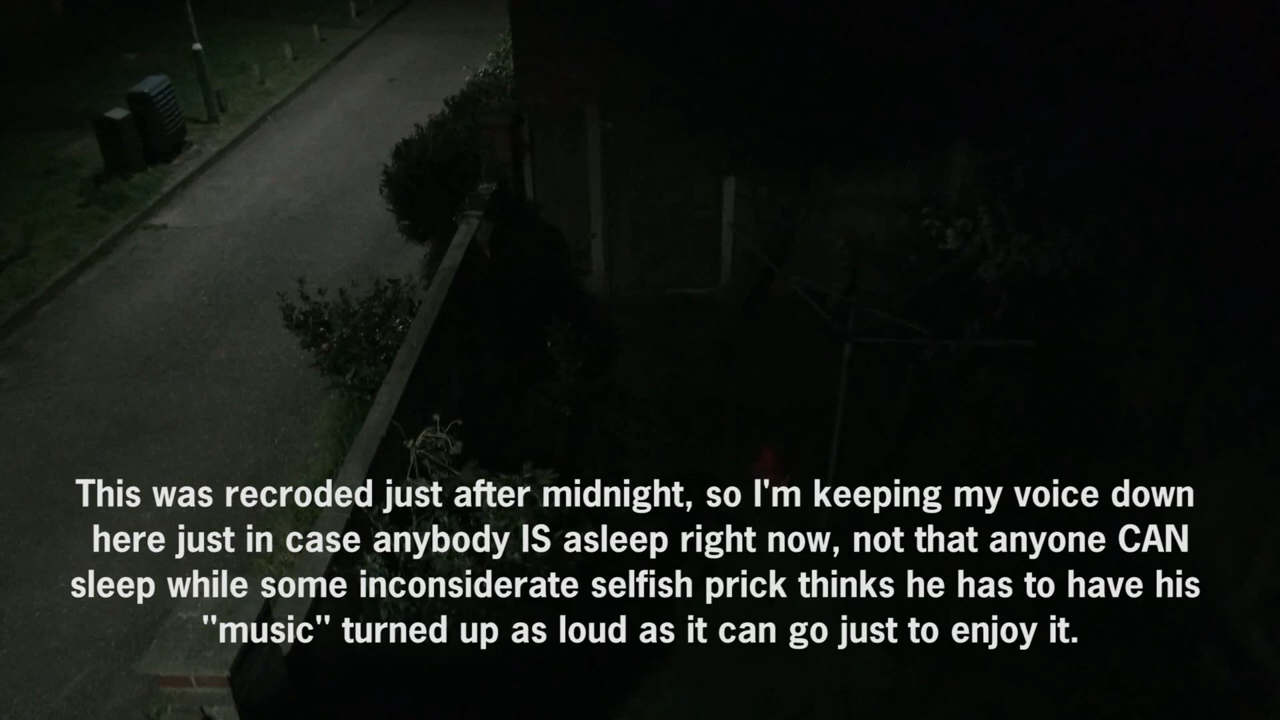 This was recroded just after midnight, so I'm keeping my voice down
here just in case anybody IS asleep right now, not that anyone CAN
sleep while some inconsiderate selfish prick thinks he has to have his
"music" turned up as loud as it can go just to enjoy it.